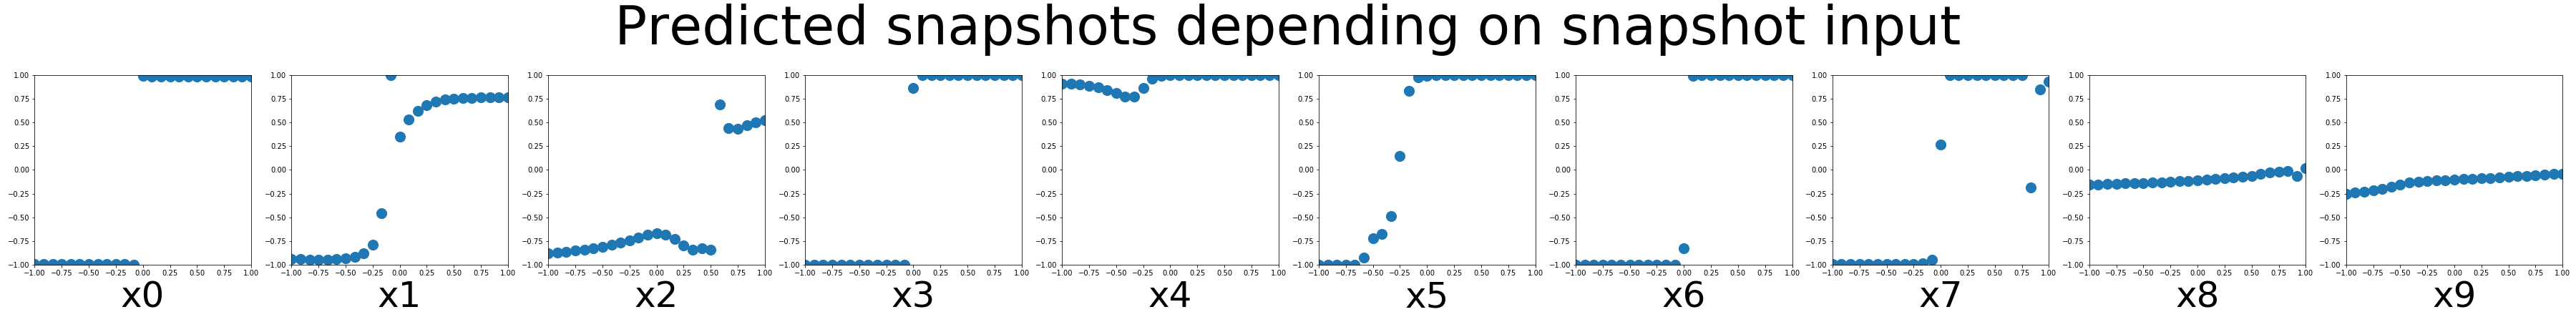 Predicted snapshots depending on snapshot input
1.00 1.00 1.00 1.00 1.00 1.00 1.00 1.00 1.00 1.00
0.75 0.75 0.75 0.75 0.75 0.75 0.75 0.75 0.75 0.75
0.50 0.50 0.50 0.50 0.50 0.50 0.50 0.50 0.50 0.50
0.25 0.25 0.25 0.25 0.25 0.25 0.25 0.25 0.25 0.25
0.00 0.00 0.00 0.00 0.00 0.00 0.00 0.00 0.00 0.00
−0.25 −0.25 −0.25 −0.25 −0.25 −0.25 −0.25 −0.25 −0.25 −0.25
−0.50 −0.50 −0.50 −0.50 −0.50 −0.50 −0.50 −0.50 −0.50 −0.50
−0.75 −0.75 −0.75 −0.75 −0.75 −0.75 −0.75 −0.75 −0.75 −0.75
−1.00 −1.00 −1.00 −1.00 −1.00 −1.00 −1.00 −1.00 −1.00 −1.00
−1.00 −0.75 −0.50 −0.25 0.00 0.25 0.50 0.75 1.00 −1.00 −0.75 −0.50 −0.25 0.00 0.25 0.50 0.75 1.00 −1.00 −0.75 −0.50 −0.25 0.00 0.25 0.50 0.75 1.00 −1.00 −0.75 −0.50 −0.25 0.00 0.25 0.50 0.75 1.00 −1.00 −0.75 −0.50 −0.25 0.00 0.25 0.50 0.75 1.00 −1.00 −0.75 −0.50 −0.25 0.00 0.25 0.50 0.75 1.00 −1.00 −0.75 −0.50 −0.25 0.00 0.25 0.50 0.75 1.00 −1.00 −0.75 −0.50 −0.25 0.00 0.25 0.50 0.75 1.00 −1.00 −0.75 −0.50 −0.25 0.00 0.25 0.50 0.75 1.00 −1.00 −0.75 −0.50 −0.25 0.00 0.25 0.50 0.75 1.00
x0 x1 x2 x3 x4 x5 x6 x7 x8 x9